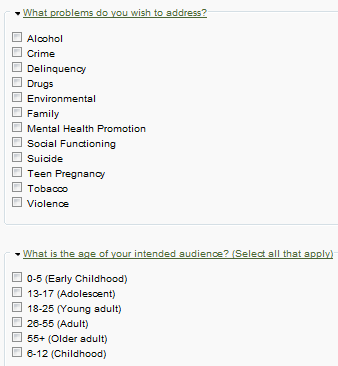 What problems do you wish to address?
Alcohol
Crime
Delinquency
Drugs
Environmental
Family
Mental Health Promotion
Social Functioning
Suicide
Teen Pregnancy
Tobacco
Violence
What is the age of your intended audience? (Select all that apply)
0-5 (Early Childhood)
13-17 (Adolescent)
18-25 (Young adult)
26-55 (Adult)
55+ (Older adult)
6-12 (Childhood)